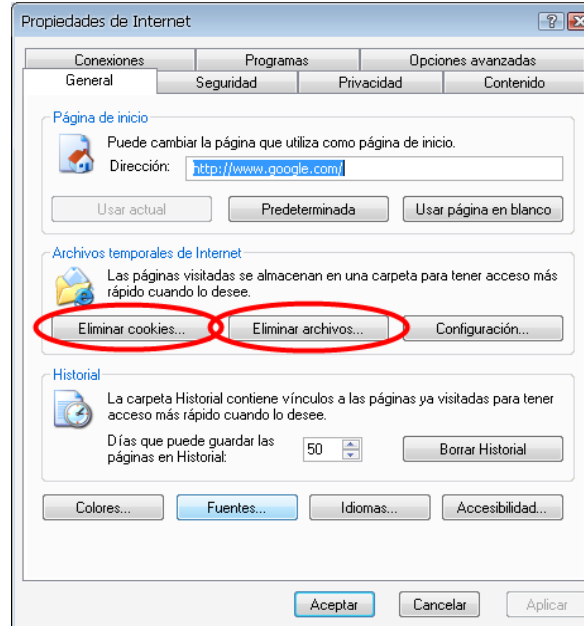 Propiedades de Internet
Conexiones Programas Opciones avanzadas
General Seguridad Privacidad Contenido
Página de inicio
Puede cambiar la página que utiliza como página de inicio.
Dirección: http://www.google.com/
Usar actual Predeterminada Usar página en blanco
Archivos temporales de Internet
Las páginas visitadas se almacenan en una carpeta para tener acceso más
rápido cuando lo desee.
Eliminar cookies... Eliminar archivos... Configuración...
Historial
La carpeta Historial contiene vínculos a las páginas ya visitadas para tener
acceso más rápido cuando lo desee.
Días que puede guardar las
páginas en Historial: 50 Borrar Historial
Colores... Fuentes... Idiomas... Accesibilidad...
Aceptar Cancelar Aplicar